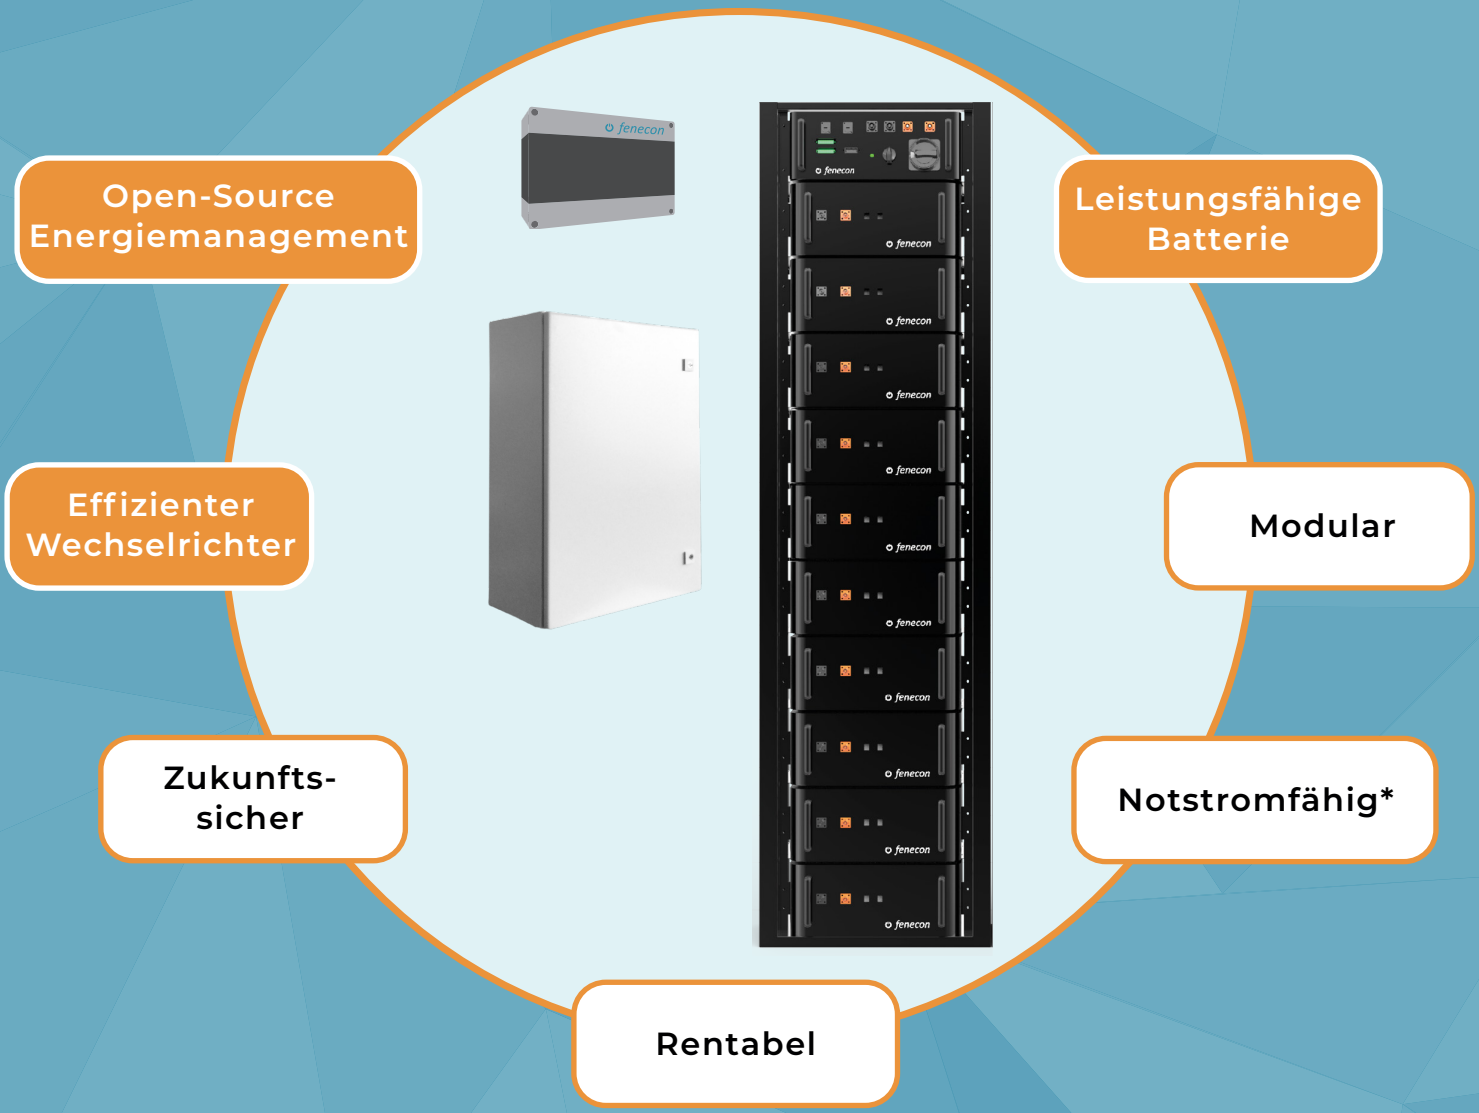 fenecon
Open-Source
Energiemanagement
Leistungsfähige
Batterie
fenecon
fenecon
fenecon
fenecon
fenecon
fenecon
fenecon
fenecon
fenecon
fenecon
fenecon
Effizienter
Wechselrichter
Modular
Zukunfts-
sicher
Notstromfähig*
Rentabel